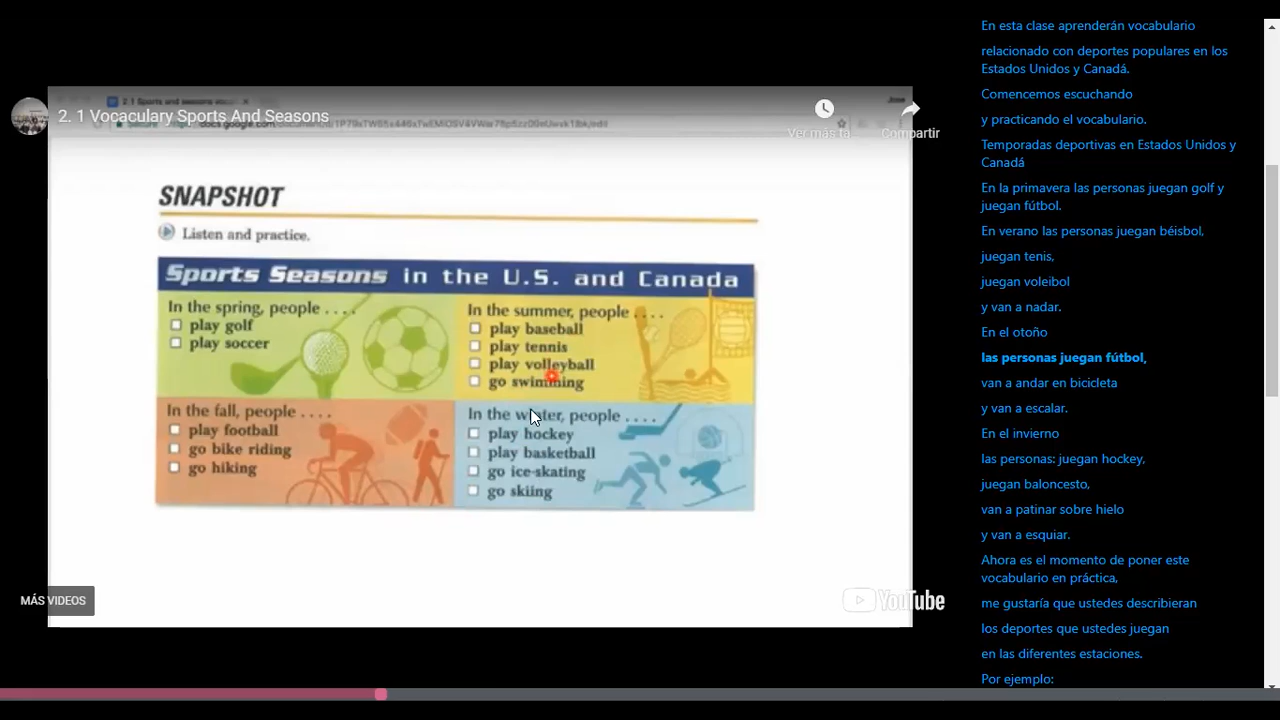 2. 1 Vocaculary Sports And Seasons
Ver más ta
Compartir
SNAPSHOT
Listen and practice.
Sports Seasons in the U.S. and Canada
In the spring, people . . . .
play golf
play soccer
In the summer, people . . . .
play baseball
play tennis
play volleyball
go swimming
In the fall, people . . . .
play football
go bike riding
go hiking
In the winter, people . . . .
play hockey
play basketball
go ice-skating
go skiing
MÁS VIDEOS
YouTube
En esta clase aprenderán vocabulario
relacionado con deportes populares en los
Estados Unidos y Canadá.
Comencemos escuchando
y practicando el vocabulario.
Temporadas deportivas en Estados Unidos y
Canadá
En la primavera las personas juegan golf y
juegan fútbol.
En verano las personas juegan béisbol,
juegan tenis,
juegan voleibol
y van a nadar.
En el otoño
las personas juegan fútbol,
van a andar en bicicleta
y van a escalar.
En el invierno
las personas: juegan hockey,
juegan baloncesto,
van a patinar sobre hielo
y van a esquiar.
Ahora es el momento de poner este
vocabulario en práctica,
me gustaría que ustedes describieran
los deportes que ustedes juegan
en las diferentes estaciones.
Por ejemplo: